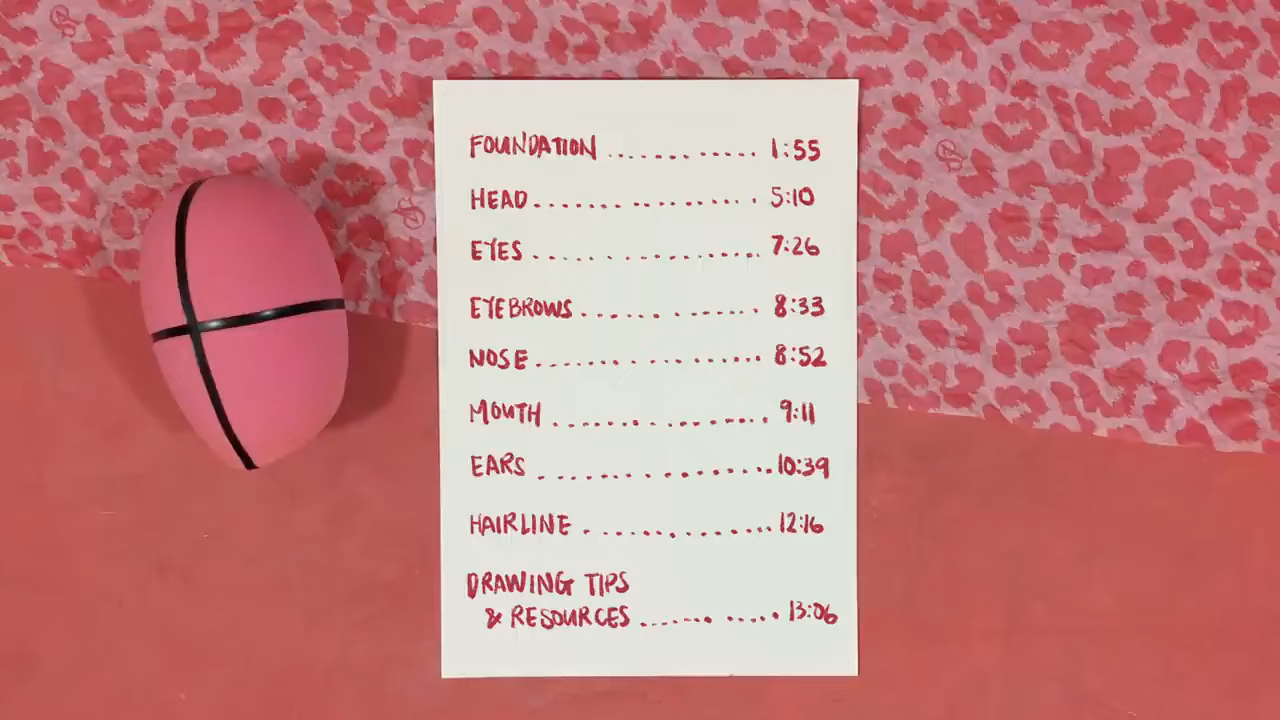 FOUNDATION .............. 1:55
HEAD .................... 5:10
EYES .................... 7:26
EYEBROWS ............. 8:33
NOSE .................... 8:52
MOUTH ................ 9:11
EARS .................... 10:39
HAIRLINE ............. 12:16
DRAWING TIPS
& RESOURCES ............ 13:06